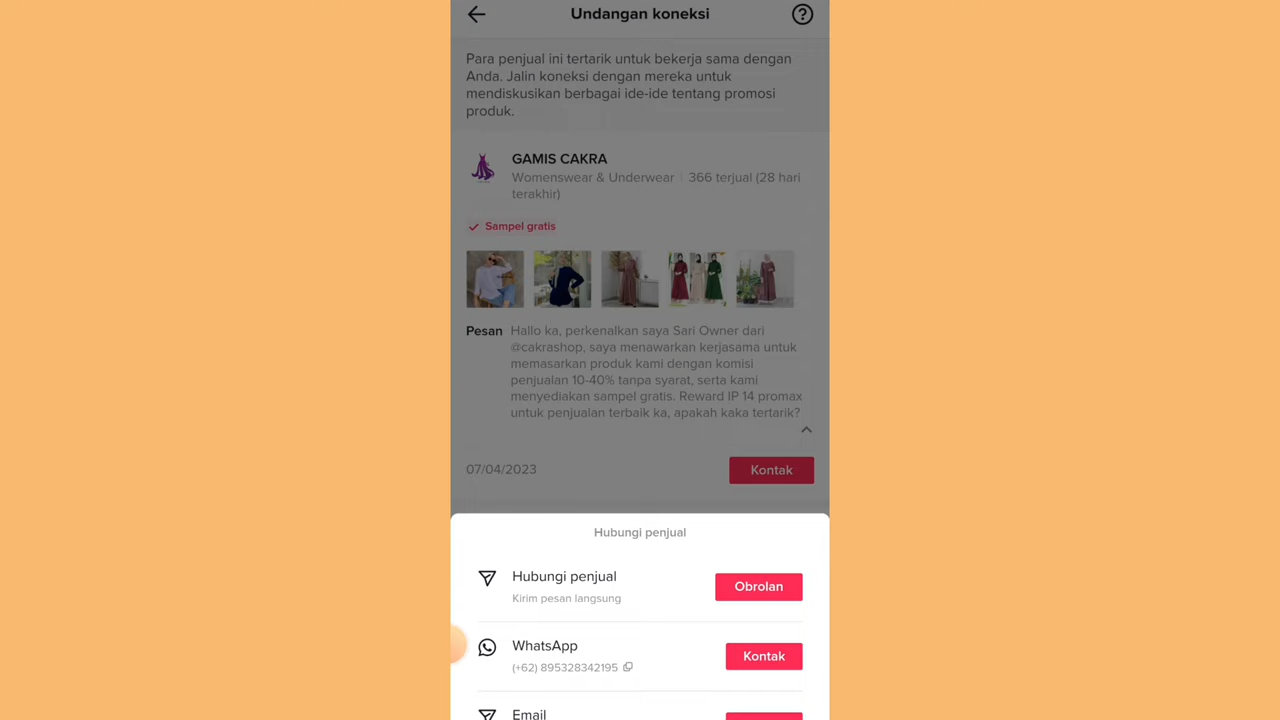 Undangan koneksi
Para penjual ini tertarik untuk bekerja sama dengan
Anda. Jalin koneksi dengan mereka untuk
mendiskusikan berbagai ide-ide tentang promosi
produk.
GAMIS CAKRA
Womenswear & Underwear | 366 terjual (28 hari
terakhir)
Sampel gratis
Pesan Hallo ka, perkenalkan saya Sari Owner dari
@cakrashop, saya menawarkan kerjasama untuk
memasarkan produk kami dengan komisi
penjualan 10-40% tanpa syarat, serta kami
menyediakan sampel gratis. Reward IP 14 promax
untuk penjualan terbaik ka, apakah kaka tertarik?
07/04/2023 Kontak
Hubungi penjual
Hubungi penjual
Kirim pesan langsung
Obrolan
WhatsApp
(+62) 895328342195
Kontak
Email